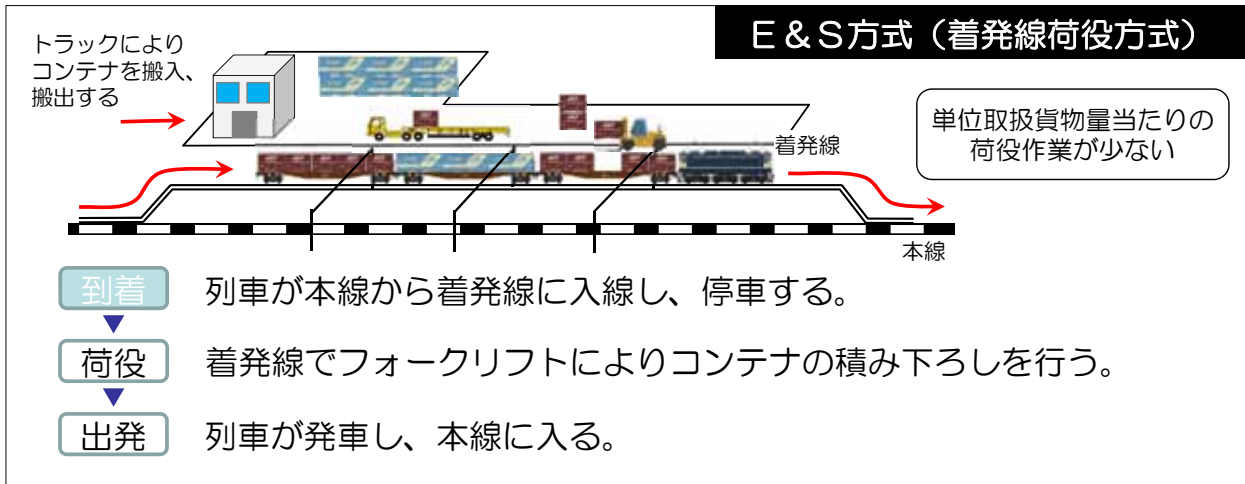 E&S方式（着発線荷役方式）
トラックにより
コンテナを搬入、
搬出する
単位取扱貨物量当たりの
荷役作業が少ない
着発線
本線
到着 列車が本線から着発線に入線し、停車する。
荷役 着発線でフォークリフトによりコンテナの積み下ろしを行う。
出発 列車が発車し、本線に入る。